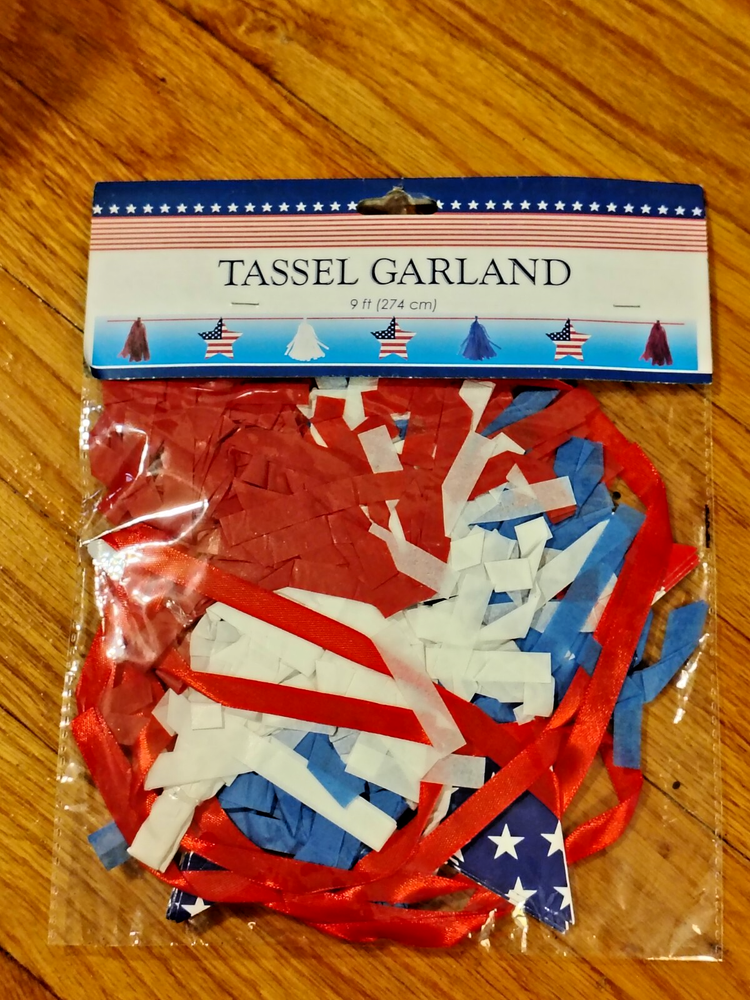 TASSEL GARLAND
9 ft (274 cm)